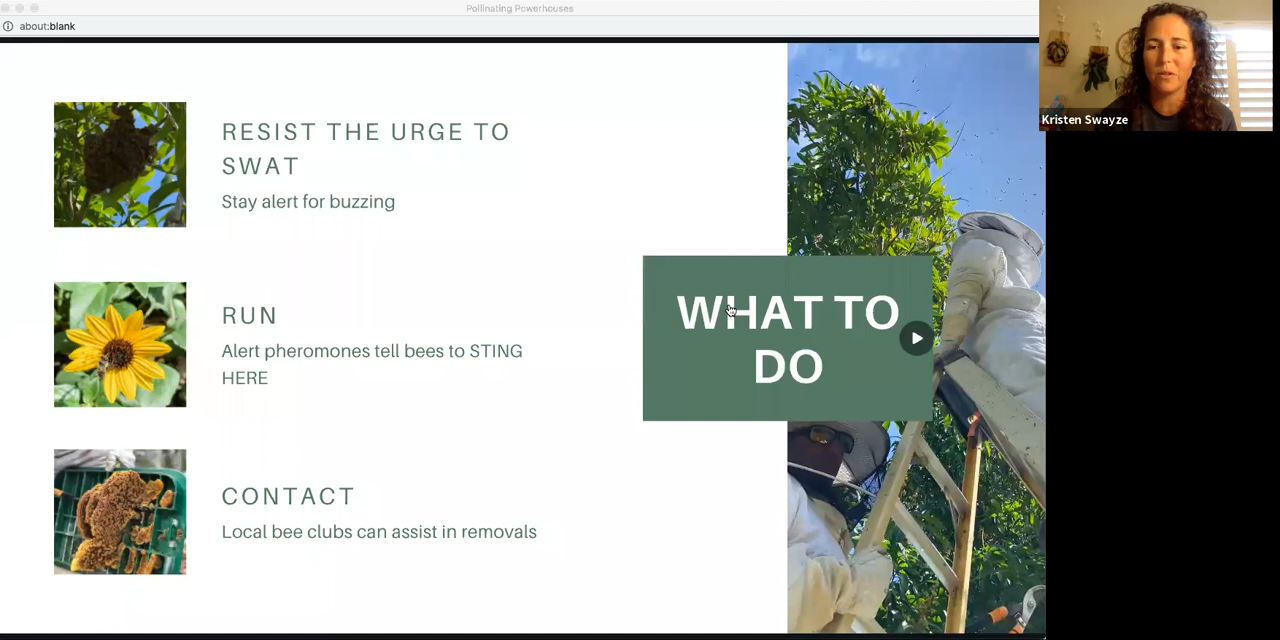 Pollinating Powerhouses
about:blank
Kristen Swayze
RESIST THE URGE TO
SWAT
Stay alert for buzzing
RUN
Alert pheromones tell bees to STING
HERE
CONTACT
Local bee clubs can assist in removals
WHAT TO
DO